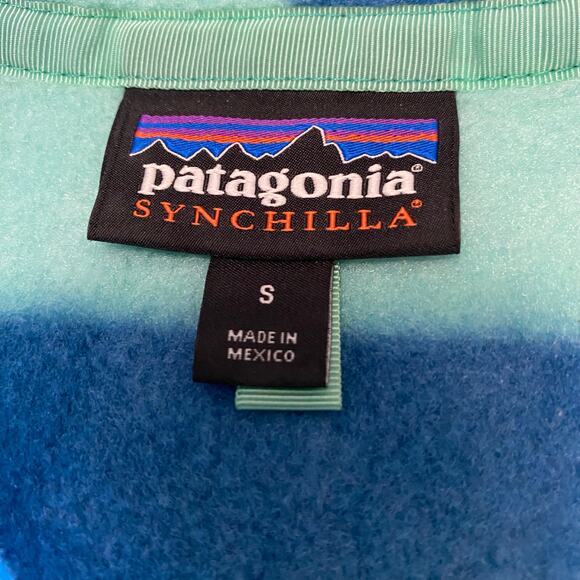 patagonia®
SYNCHILLA®
S
MADE IN
MEXICO